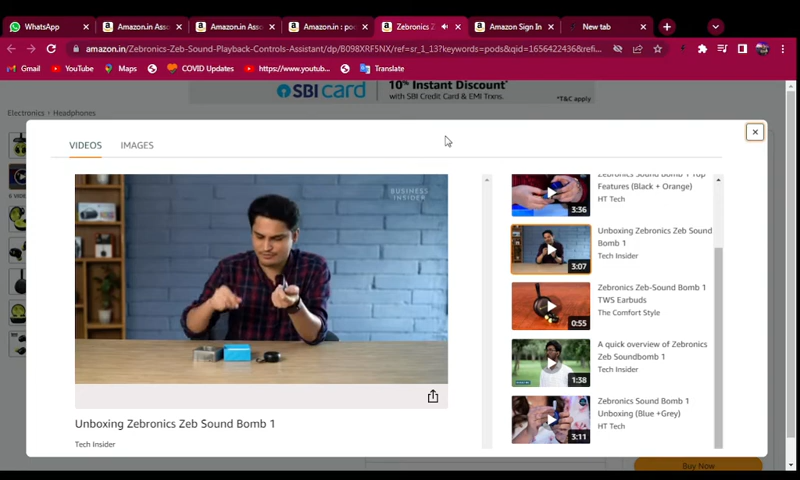 WhatsApp
Amazon.in Asso
Amazon.in Asso
Amazon.in : poo
Zebronics Z
Amazon Sign In
New tab
amazon.in/Zebronics-Zeb-Sound-Playback-Controls-Assistant/dp/B098XRF5NX/ref=sr_1_13?keywords=pods&qid=1656422436&refi...
Gmail
YouTube
Maps
COVID Updates
https://www.youtub...
Translate
SBI card
10% Instant Discount*
with SBI Credit Card & EMI Trxns.
*T&C apply
Electronics › Headphones
VIDEOS
IMAGES
6 VIDEO
BUSINESS
INSIDER
Unboxing Zebronics Zeb Sound Bomb 1
Tech Insider
Zebronics Sound Bomb 1 Top
Features (Black + Orange)
HT Tech
3:36
Unboxing Zebronics Zeb Sound
Bomb 1
Tech Insider
3:07
Zebronics Zeb-Sound Bomb 1
TWS Earbuds
The Comfort Style
0:55
A quick overview of Zebronics
Zeb Soundbomb 1
Tech Insider
1:38
Zebronics Sound Bomb 1
Unboxing (Blue +Grey)
HT Tech
3:11
Buy Now